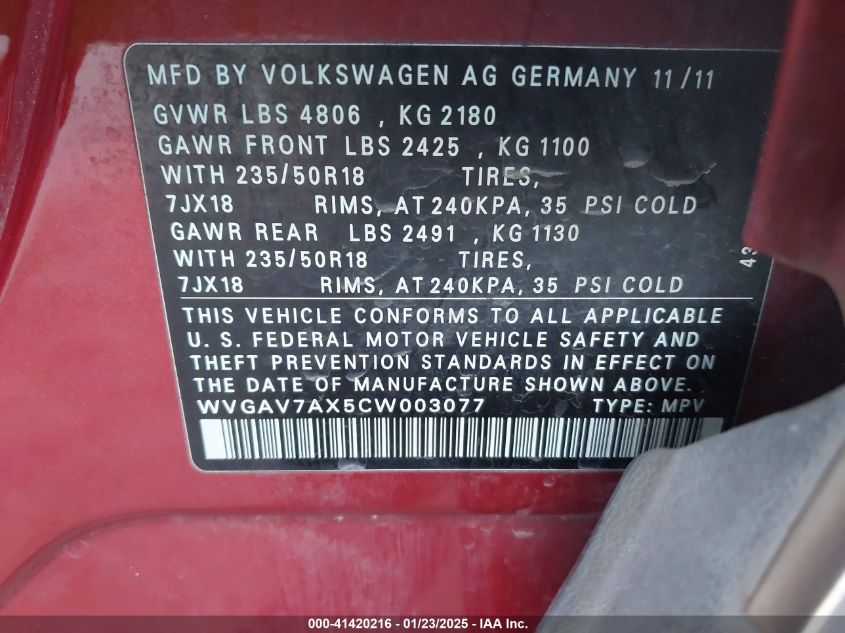 MFD BY VOLKSWAGEN AG GERMANY 11/11
GVWR LBS 4806 , KG 2180
GAWR FRONT LBS 2425 , KG 1100
WITH 235/50R18 TIRES,
7JX18 RIMS, AT 240KPA, 35 PSI COLD
GAWR REAR LBS 2491 , KG 1130
WITH 235/50R18 TIRES,
7JX18 RIMS, AT 240KPA, 35 PSI COLD
THIS VEHICLE CONFORMS TO ALL APPLICABLE
U. S. FEDERAL MOTOR VEHICLE SAFETY AND
THEFT PREVENTION STANDARDS IN EFFECT ON
THE DATE OF MANUFACTURE SHOWN ABOVE.
WVGAV7AX5CW003077 TYPE: MPV
000-41420216 - 01/23/2025 - IAA Inc.